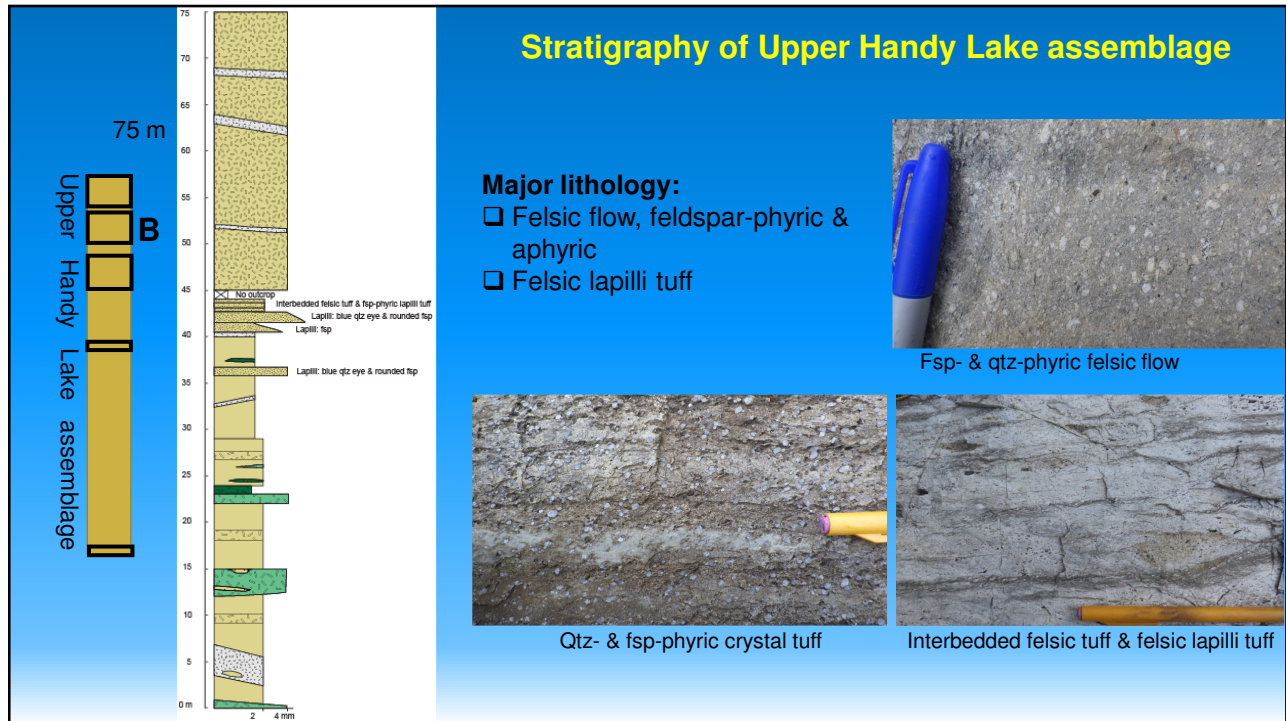 Stratigraphy of Upper Handy Lake assemblage
75 m
Upper Handy Lake assemblage
B
75
70
65
60
55
50
45
No outcrop
Interbedded felsic tuff & fsp-phyric lapilli tuff
Lapilli: blue qtz eye & rounded fsp
Lapilli: fsp
40
Lapilli: blue qtz eye & rounded fsp
35
30
25
20
15
10
5
0 m
2 4 mm
Major lithology:
❑ Felsic flow, feldspar-phyric &
aphyric
❑ Felsic lapilli tuff
Fsp- & qtz-phyric felsic flow
Qtz- & fsp-phyric crystal tuff
Interbedded felsic tuff & felsic lapilli tuff